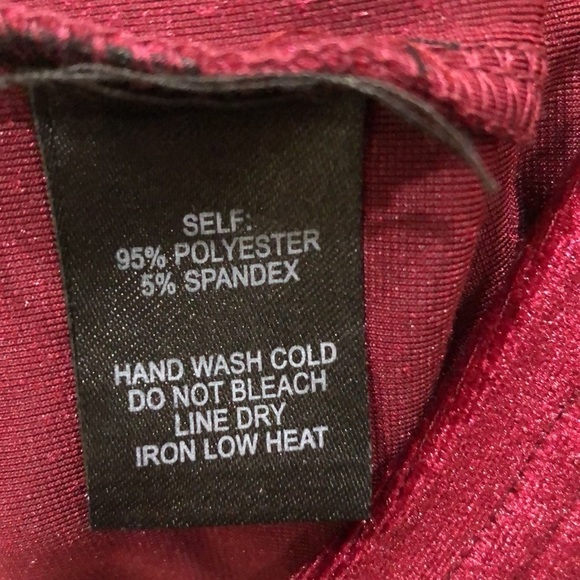 SELF:
95% POLYESTER
5% SPANDEX
HAND WASH COLD
DO NOT BLEACH
LINE DRY
IRON LOW HEAT